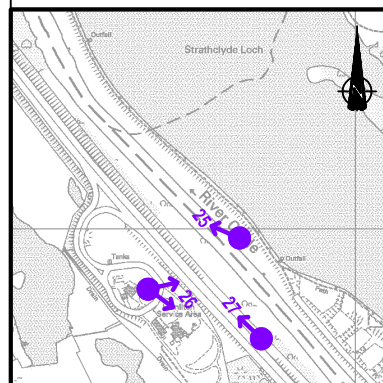 Outfall
Strathclyde Loch
River Clyde
25
Outfall
Tanks
26
Service Area
27
Path
Path